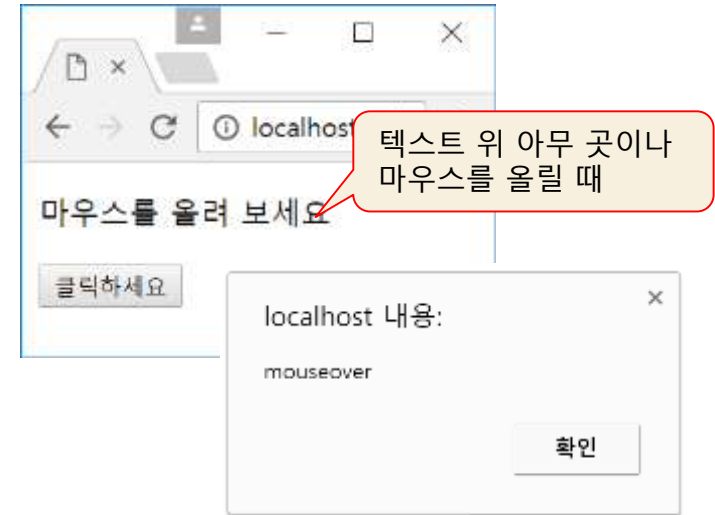 localhost
텍스트 위 아무 곳이나
마우스를 올릴 때
마우스를 올려 보세요
클릭하세요
localhost 내용:
mouseover
확인